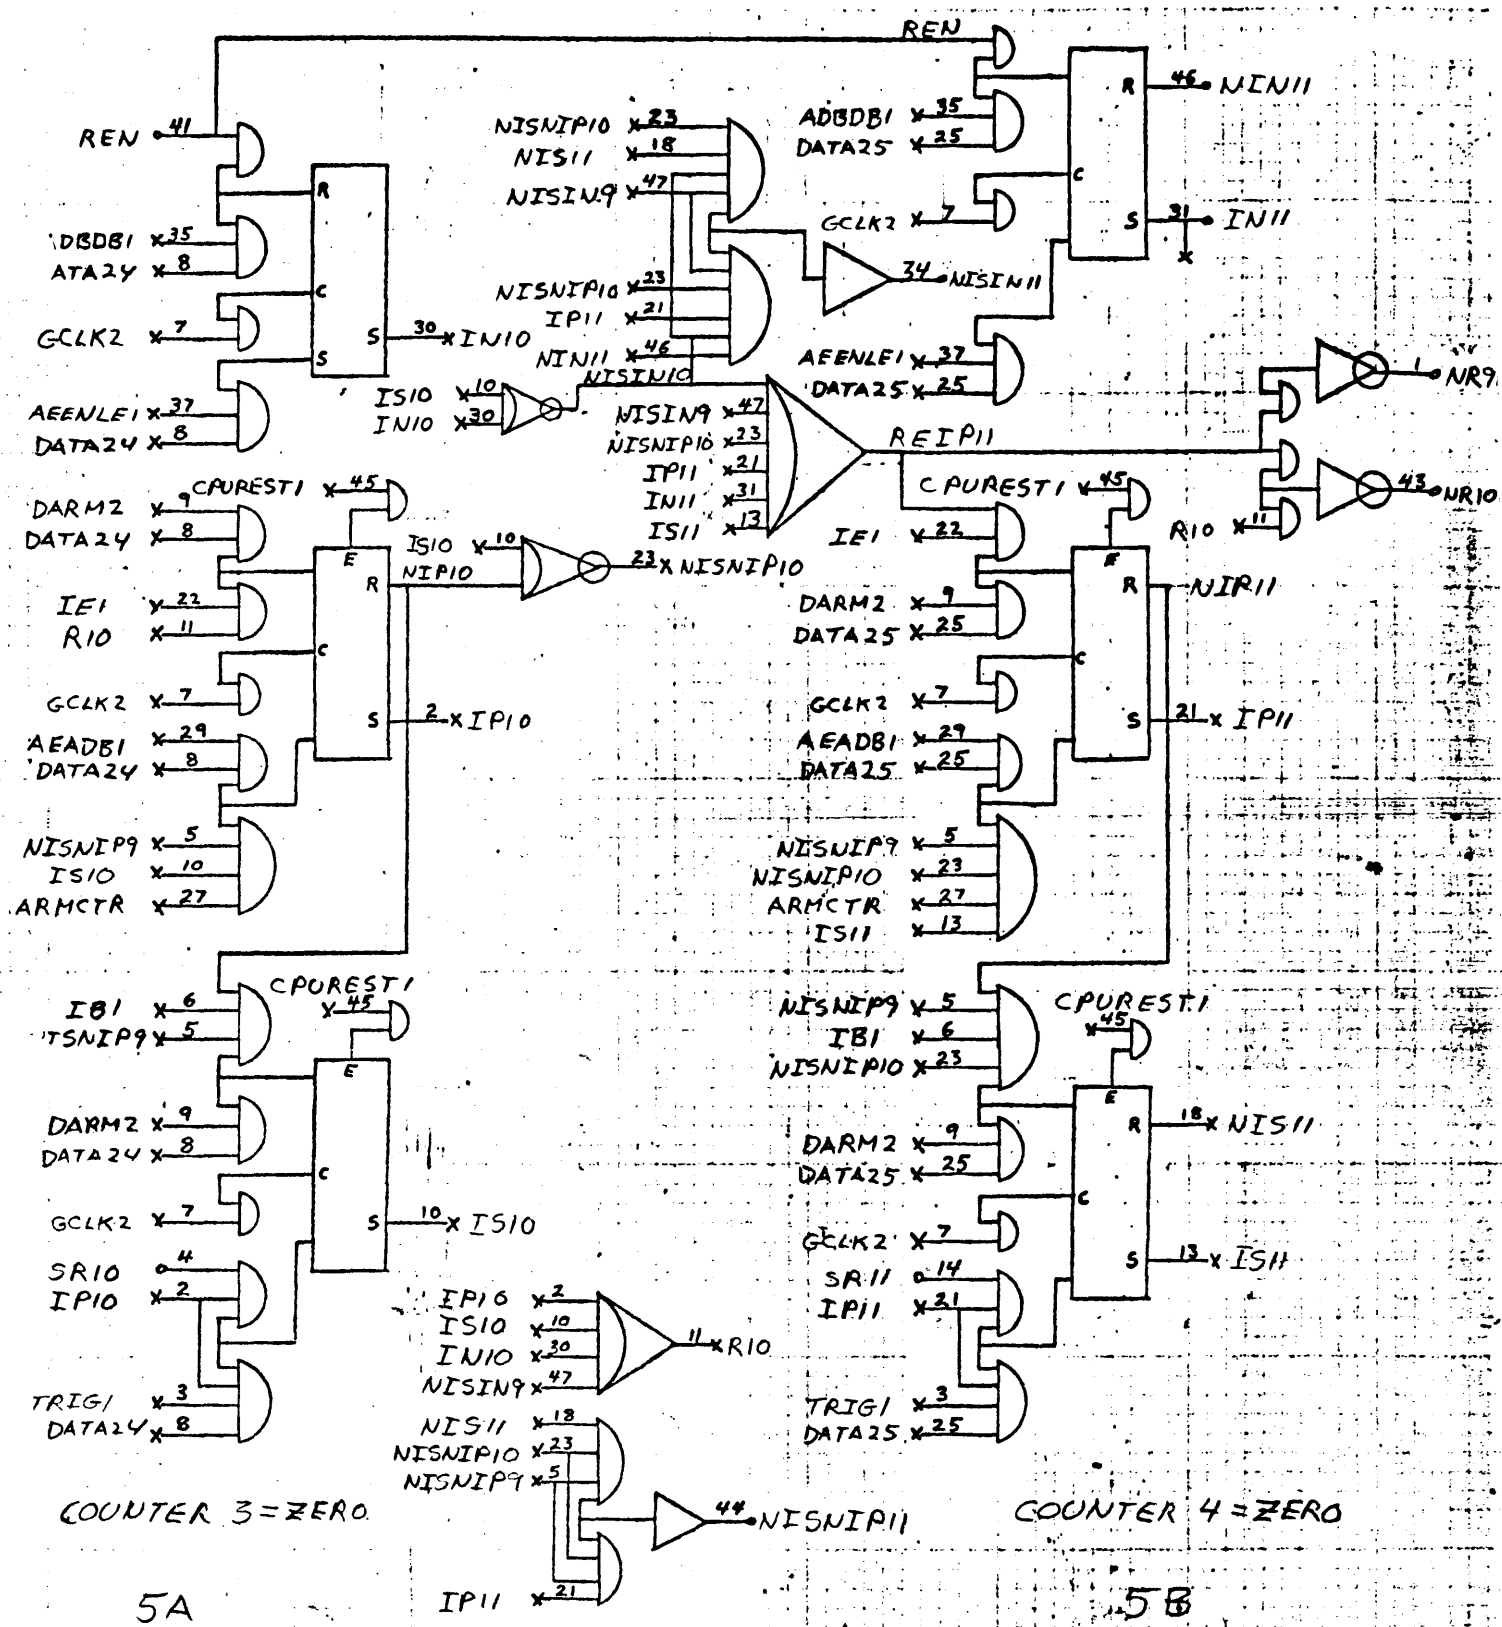 REN
REN 41
ADBDB1 35
DATA25 25
R 46 NIN11
C
GCLK2 7
S 31 IN11
NISNIP10 23
NIS11 18
NISIN9 47
R
DBDB1 35
ATA24 8
C
GCLK2 7
S 30 IN10
S
AEENLE1 37
DATA24 8
34 NISIN11
NISNIP10 23
IP11 21
NIN11 46
NISIN10
IS10 10
IN10 30
AEENLE1 37
DATA25 25
1 NR9
NISIN9 47
NISNIP10 23
IP11 21
IN11 31
IS11 13
REIP11
43 NR10
R10 11
CPUREST1 45
DARM2 9
DATA24 8
E
R
NIP10
IS10 10
23 NISNIP10
IE1 22
R10 11
C
GCLK2 7
S 2 IP10
AEADB1 29
DATA24 8
NISNIP9 5
IS10 10
ARMCTR 27
CPUREST1 45
IE1 22
E
R NIP11
DARM2 9
DATA25 25
C
GCLK2 7
S 21 IP11
AEADB1 29
DATA25 25
NISNIP9 5
NISNIP10 23
ARMCTR 27
IS11 13
CPUREST1
45
IB1 6
ISNIP9 5
E
DARM2 9
DATA24 8
C
GCLK2 7
S 10 IS10
SR10 4
IP10 2
TRIG1 3
DATA24 8
NISNIP9 5
IB1 6
NISNIP10 23
CPUREST1
45
E
R 18 NIS11
DARM2 9
DATA25 25
C
GCLK2 7
S 13 IS11
SR11 14
IP11 21
TRIG1 3
DATA25 25
IP10 2
IS10 10
IN10 30
NISIN9 47
11 R10
NIS11 18
NISNIP10 23
NISNIP9 5
44 NISNIP11
IP11 21
COUNTER 3=ZERO
COUNTER 4=ZERO
5A
5B